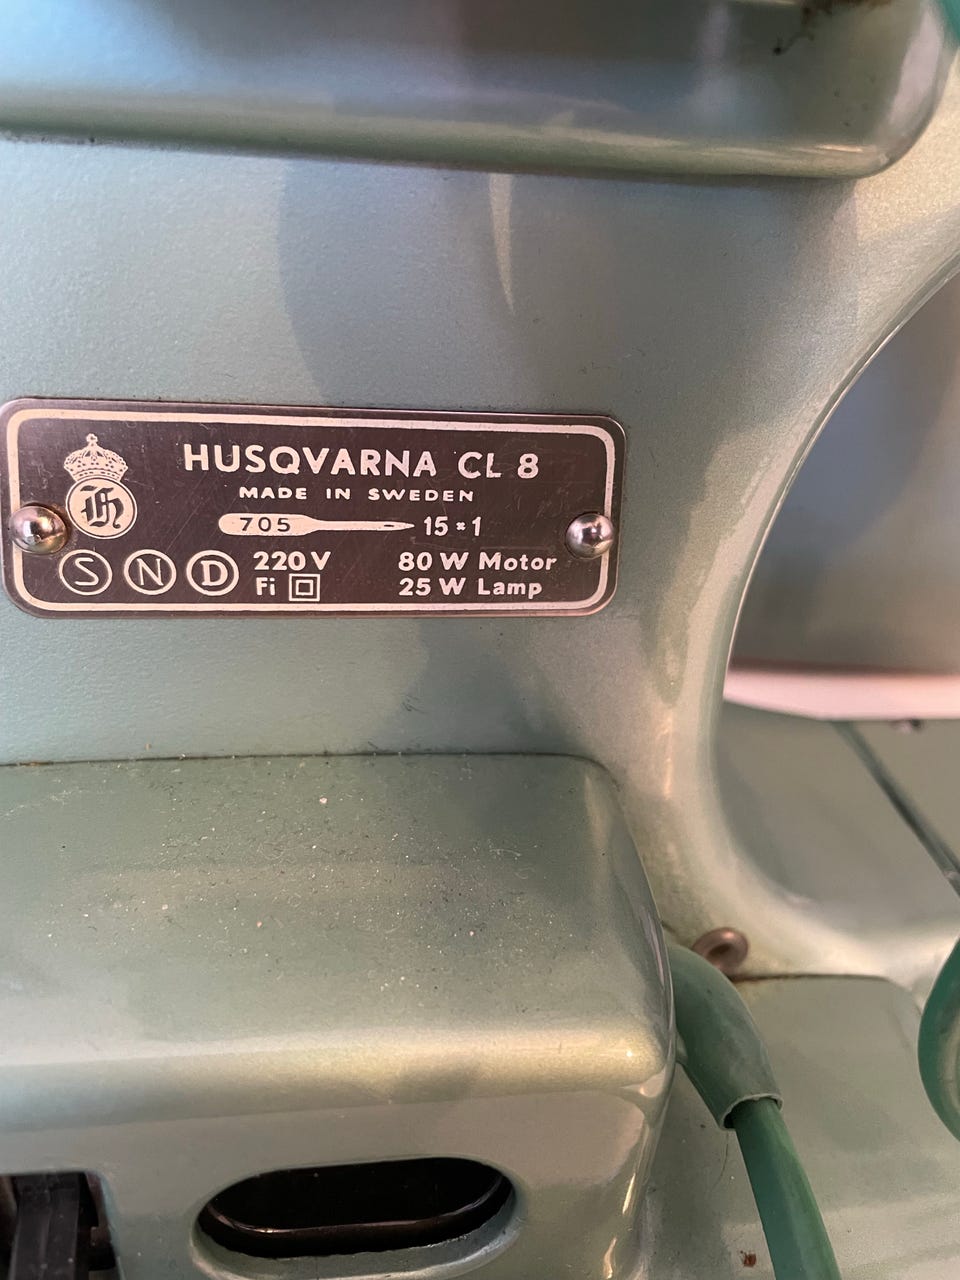 HUSQVARNA CL 8
MADE IN SWEDEN
705 15×1
S N D 220 V 80 W Motor
Fi 25 W Lamp